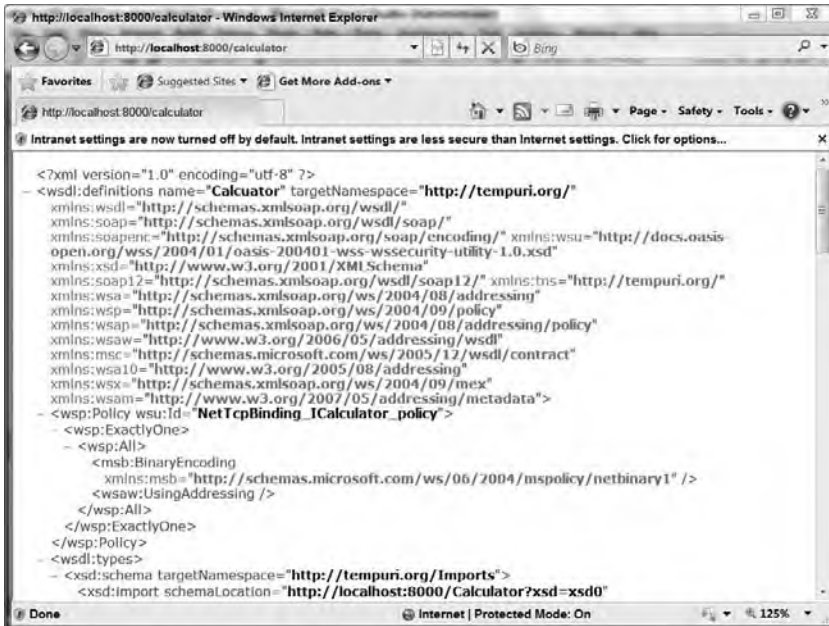 http://localhost:8000/calculator - Windows Internet Explorer
http://localhost:8000/calculator
Bing
Favorites Suggested Sites Get More Add-ons
http://localhost:8000/calculator
Page Safety Tools
Intranet settings are now turned off by default. Intranet settings are less secure than Internet settings. Click for options...
<?xml version="1.0" encoding="utf-8" ?>
- <wsdl:definitions name="Calcuator" targetNamespace="http://tempuri.org/"
xmlns:wsdl="http://schemas.xmlsoap.org/wsdl/"
xmlns:soap="http://schemas.xmlsoap.org/wsdl/soap/"
xmlns:soapenc="http://schemas.xmlsoap.org/soap/encoding/" xmlns:wsu="http://docs.oasis-
open.org/wss/2004/01/oasis-200401-wss-wssecurity-utility-1.0.xsd"
xmlns:xsd="http://www.w3.org/2001/XMLSchema"
xmlns:soap12="http://schemas.xmlsoap.org/wsdl/soap12/" xmlns:tns="http://tempuri.org/"
xmlns:wsa="http://schemas.xmlsoap.org/ws/2004/08/addressing"
xmlns:wsp="http://schemas.xmlsoap.org/ws/2004/09/policy"
xmlns:wsap="http://schemas.xmlsoap.org/ws/2004/08/addressing/policy"
xmlns:wsaw="http://www.w3.org/2006/05/addressing/wsdl"
xmlns:msc="http://schemas.microsoft.com/ws/2005/12/wsdl/contract"
xmlns:wsa10="http://www.w3.org/2005/08/addressing"
xmlns:wsx="http://schemas.xmlsoap.org/ws/2004/09/mex"
xmlns:wsam="http://www.w3.org/2007/05/addressing/metadata">
- <wsp:Policy wsu:Id="NetTcpBinding_ICalculator_policy">
- <wsp:ExactlyOne>
- <wsp:All>
<msb:BinaryEncoding
xmlns:msb="http://schemas.microsoft.com/ws/06/2004/mspolicy/netbinary1" />
<wsaw:UsingAddressing />
</wsp:All>
</wsp:ExactlyOne>
</wsp:Policy>
- <wsdl:types>
- <xsd:schema targetNamespace="http://tempuri.org/Imports">
<xsd:import schemaLocation="http://localhost:8000/Calculator?xsd=xsd0"
Done Internet | Protected Mode: On 125%